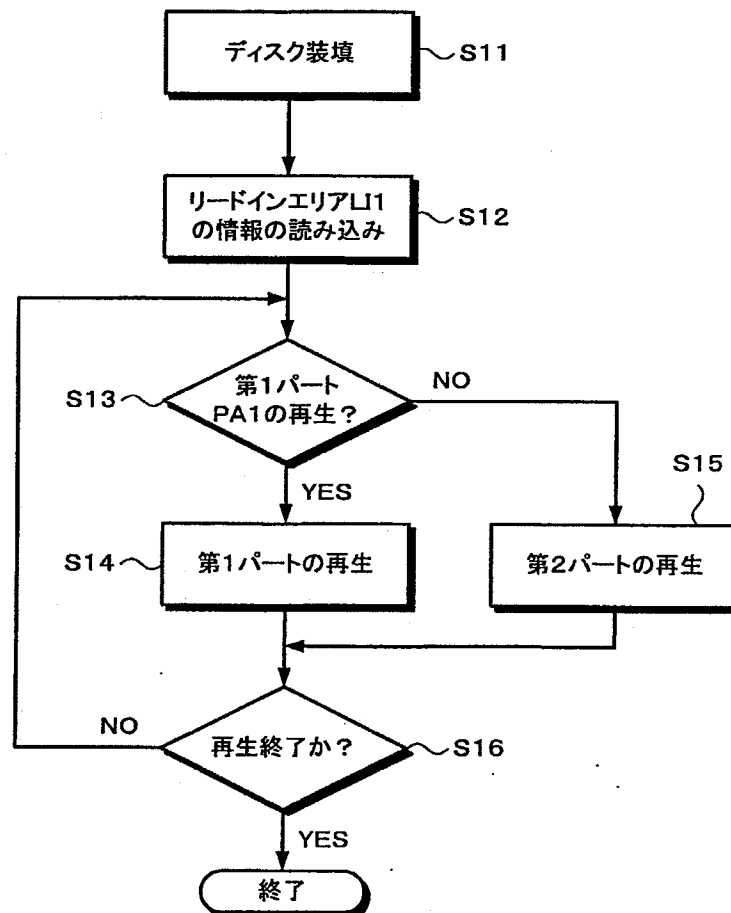 ディスク装填
S11
リードインエリアLI1
の情報の読み込み
S12
S13
第1パート
PA1の再生？
NO
YES
S15
S14
第1パートの再生
第2パートの再生
NO
再生終了か？
S16
YES
終了